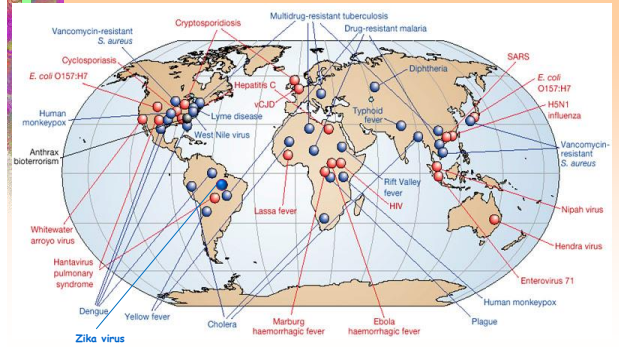 Multidrug-resistant tuberculosis
Cryptosporidiosis
Drug-resistant malaria
Vancomycin-resistant
S. aureus
SARS
Cyclosporiasis
Diphtheria
E. coli O157:H7
E. coli
O157:H7
Hepatitis C
vCJD
H5N1
influenza
Human
monkeypox
Lyme disease
Typhoid
fever
West Nile virus
Vancomycin-
resistant
S. aureus
Anthrax
bioterrorism
Rift Valley
fever
HIV
Lassa fever
Nipah virus
Whitewater
arroyo virus
Hendra virus
Hantavirus
pulmonary
syndrome
Enterovirus 71
Human monkeypox
Dengue
Yellow fever
Cholera
Marburg
haemorrhagic fever
Ebola
haemorrhagic fever
Plague
Zika virus